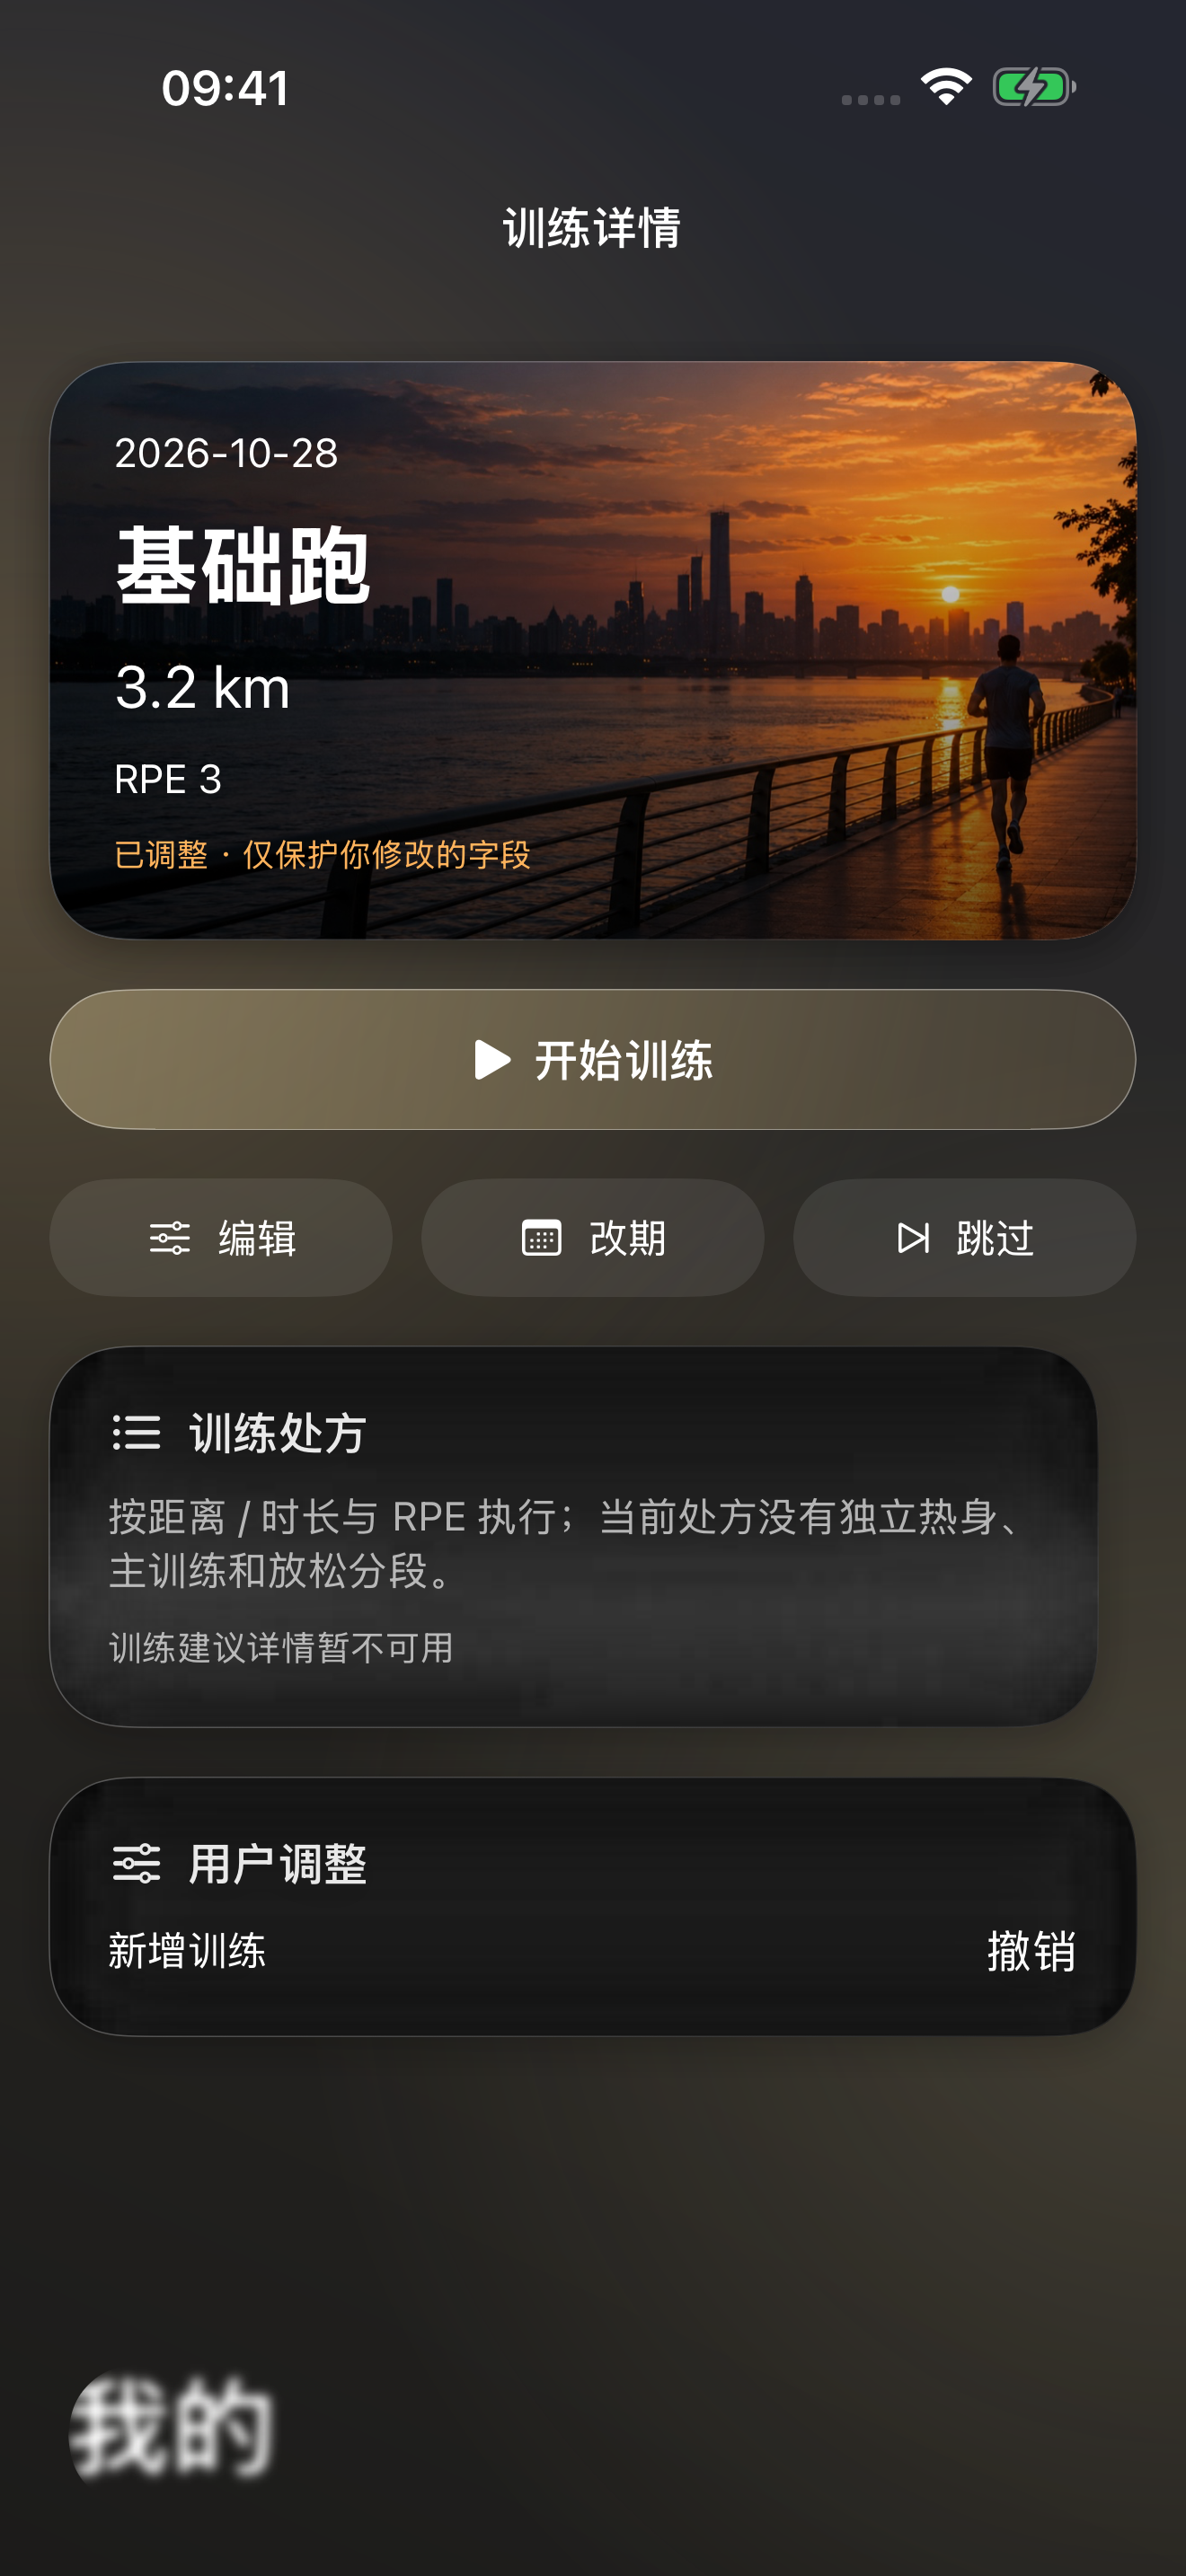 09:41
训练详情
2026-10-28
基础跑
3.2 km
RPE 3
已调整 · 仅保护你修改的字段
开始训练
编辑
改期
跳过
训练处方
按距离 / 时长与 RPE 执行；当前处方没有独立热身、
主训练和放松分段。
训练建议详情暂不可用
用户调整
新增训练
撤销
我的